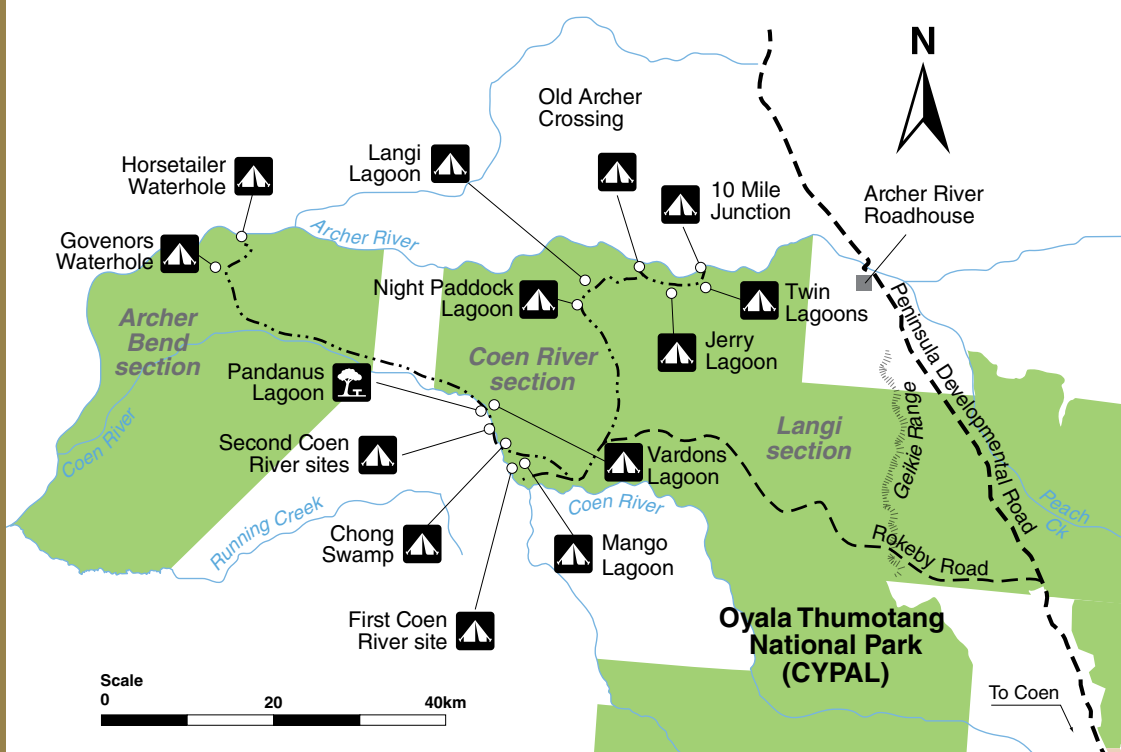 N
Old Archer
Crossing
Horsetailer
Waterhole
Langi
Lagoon
10 Mile
Junction
Archer River
Roadhouse
Govenors
Waterhole
Archer River
Night Paddock
Lagoon
Twin
Lagoons
Jerry
Lagoon
Archer
Bend
section
Coen River
section
Pandanus
Lagoon
Peninsula Developmental Road
Geikie Range
Langi
section
Coen River
Second Coen
River sites
Vardons
Lagoon
Running Creek
Coen River
Peach
Ck
Chong
Swamp
Mango
Lagoon
Rokeby Road
First Coen
River site
Oyala Thumotang
National Park
(CYPAL)
Scale
0 20 40km
To Coen